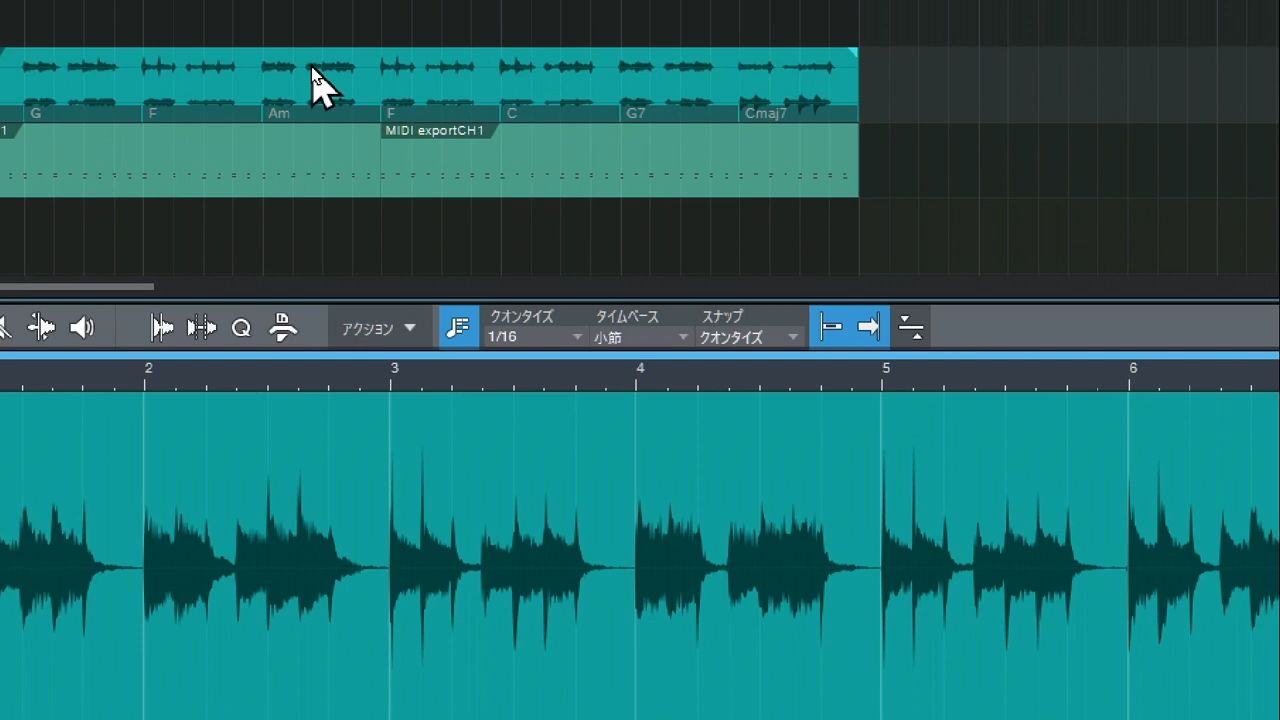 G F Am F C G7 Cmaj7
1 MIDI exportCH1
クオンタイズ タイムベース スナップ
アクション 1/16 小節 クオンタイズ
2 3 4 5 6